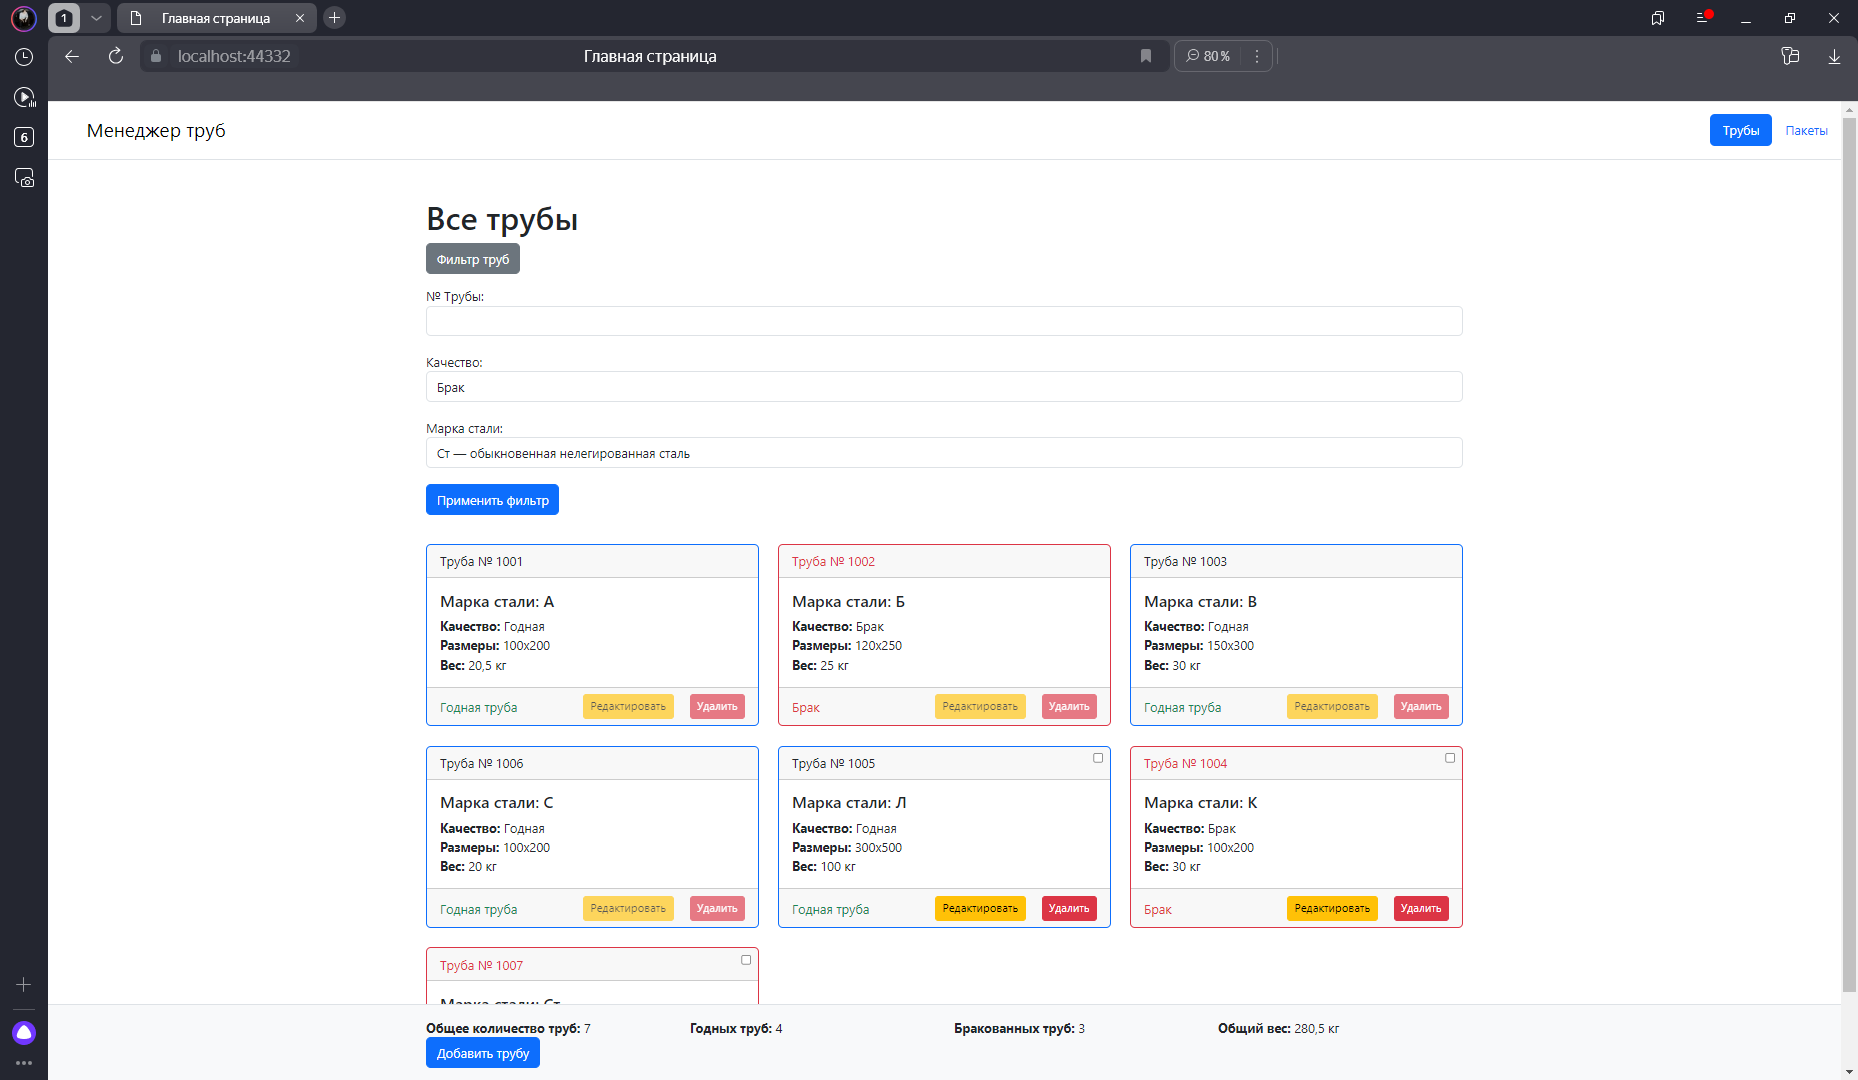 1
Главная страница
localhost:44332
Главная страница
80%
6
Менеджер труб
Трубы
Пакеты
Все трубы
Фильтр труб
№ Трубы:
Качество:
Брак
Марка стали:
Ст — обыкновенная нелегированная сталь
Применить фильтр
Труба № 1001
Марка стали: А
Качество: Годная
Размеры: 100x200
Вес: 20,5 кг
Годная труба
Редактировать
Удалить
Труба № 1002
Марка стали: Б
Качество: Брак
Размеры: 120x250
Вес: 25 кг
Брак
Редактировать
Удалить
Труба № 1003
Марка стали: В
Качество: Годная
Размеры: 150x300
Вес: 30 кг
Годная труба
Редактировать
Удалить
Труба № 1006
Марка стали: С
Качество: Годная
Размеры: 100x200
Вес: 20 кг
Годная труба
Редактировать
Удалить
Труба № 1005
Марка стали: Л
Качество: Годная
Размеры: 300x500
Вес: 100 кг
Годная труба
Редактировать
Удалить
Труба № 1004
Марка стали: К
Качество: Брак
Размеры: 100x200
Вес: 30 кг
Брак
Редактировать
Удалить
Труба № 1007
Марка стали: Ст
Общее количество труб: 7
Годных труб: 4
Бракованных труб: 3
Общий вес: 280,5 кг
Добавить трубу